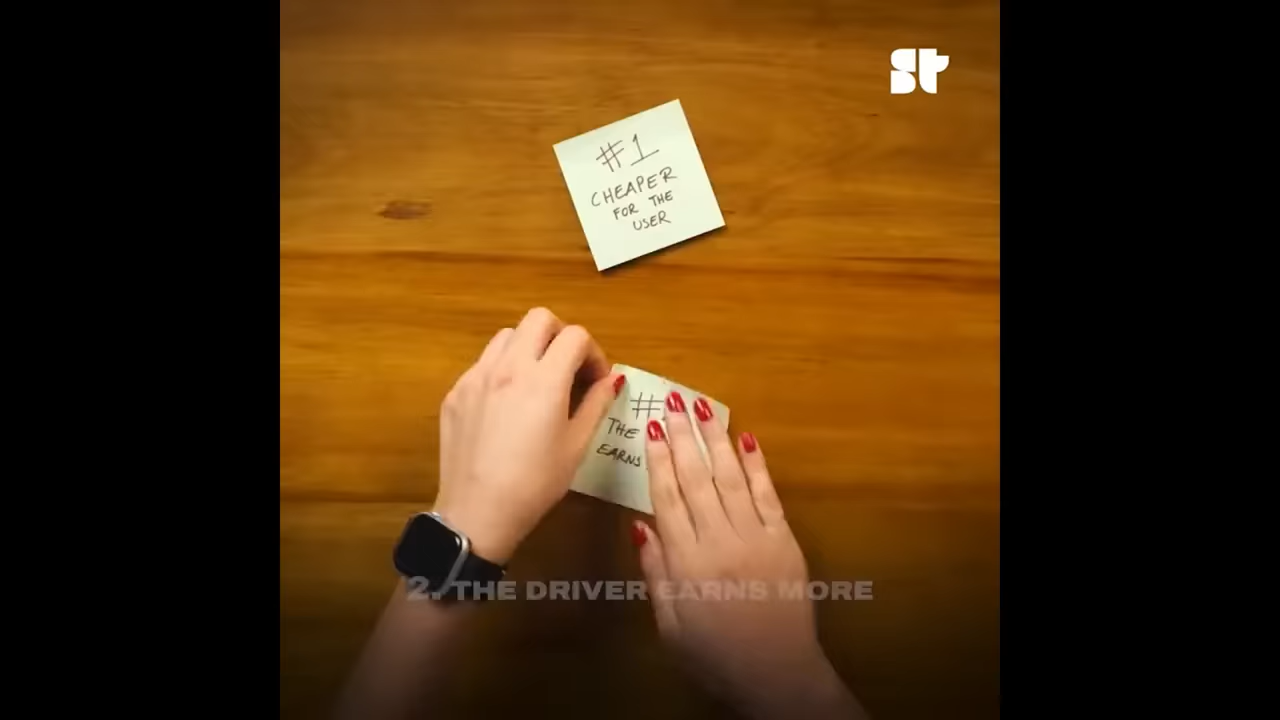 st
#1
CHEAPER
FOR THE
USER
#
THE
EARNS
2. THE DRIVER EARNS MORE